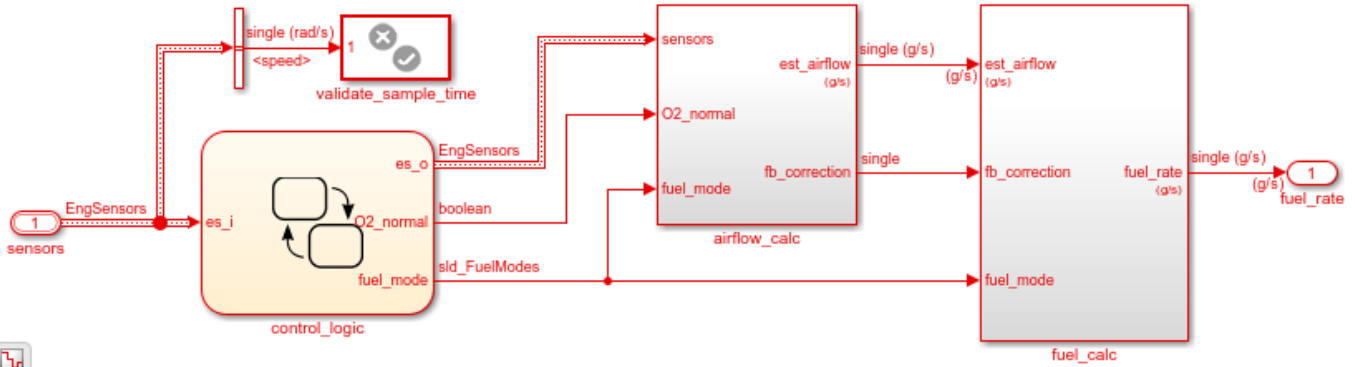 single (rad/s)
<speed>
1
validate_sample_time
sensors
est_airflow
(g/s)
O2_normal
fb_correction
fuel_mode
airflow_calc
single (g/s)
(g/s)
single
est_airflow
(g/s)
fb_correction
fuel_rate
(g/s)
fuel_mode
fuel_calc
single (g/s)
(g/s)
1
fuel_rate
EngSensors
1
sensors
es_i
es_o
O2_normal
fuel_mode
control_logic
EngSensors
boolean
sld_FuelModes